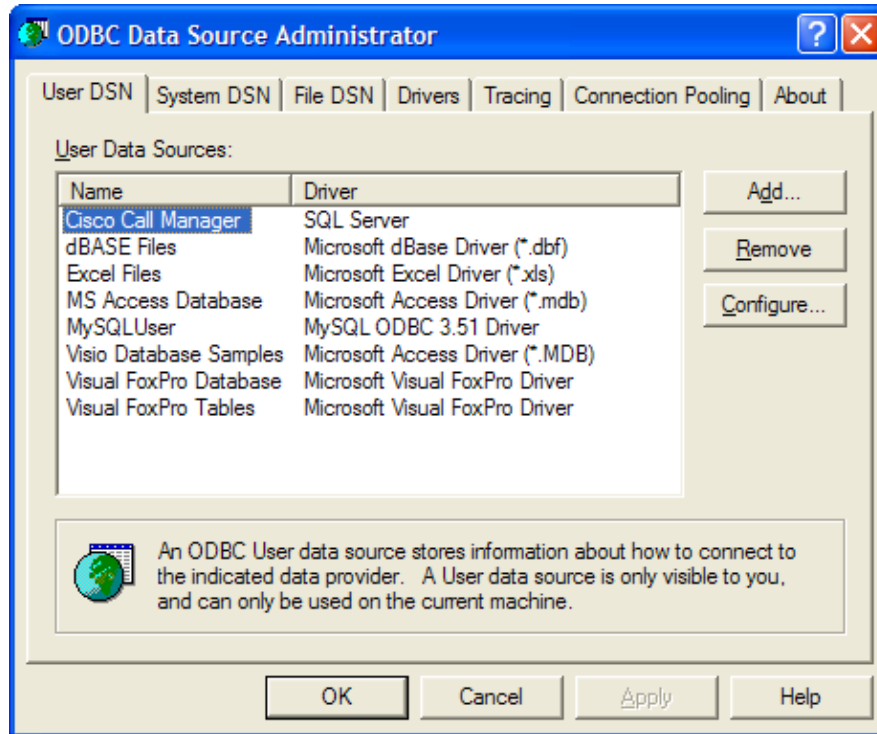 ODBC Data Source Administrator
User DSN System DSN File DSN Drivers Tracing Connection Pooling About
User Data Sources:
Name Driver
Cisco Call Manager SQL Server
dBASE Files Microsoft dBase Driver (*.dbf)
Excel Files Microsoft Excel Driver (*.xls)
MS Access Database Microsoft Access Driver (*.mdb)
MySQLUser MySQL ODBC 3.51 Driver
Visio Database Samples Microsoft Access Driver (*.MDB)
Visual FoxPro Database Microsoft Visual FoxPro Driver
Visual FoxPro Tables Microsoft Visual FoxPro Driver
Add...
Remove
Configure...
An ODBC User data source stores information about how to connect to
the indicated data provider. A User data source is only visible to you,
and can only be used on the current machine.
OK Cancel Apply Help